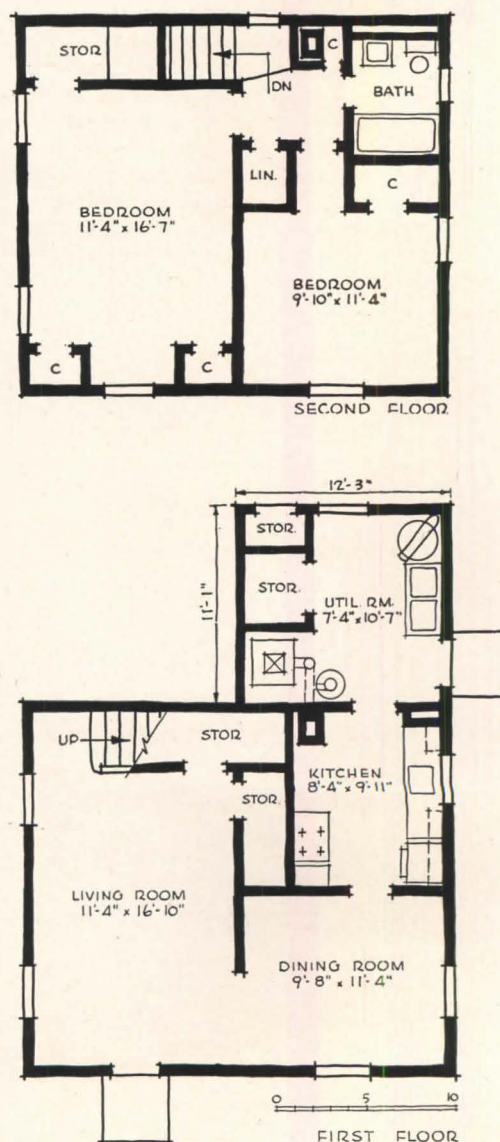 STOR
C
DN
BATH
LIN.
C
BEDROOM
11'-4" x 16'-7"
BEDROOM
9'-10" x 11'-4"
C
C
SECOND FLOOR
12'-3"
STOR.
STOR.
11'-1"
UTIL. RM.
7'-4" x 10'-7"
UP
STOR
KITCHEN
8'-4" x 9'-11"
STOR.
LIVING ROOM
11'-4" x 16'-10"
DINING ROOM
9'-8" x 11'-4"
0 5 10
FIRST FLOOR